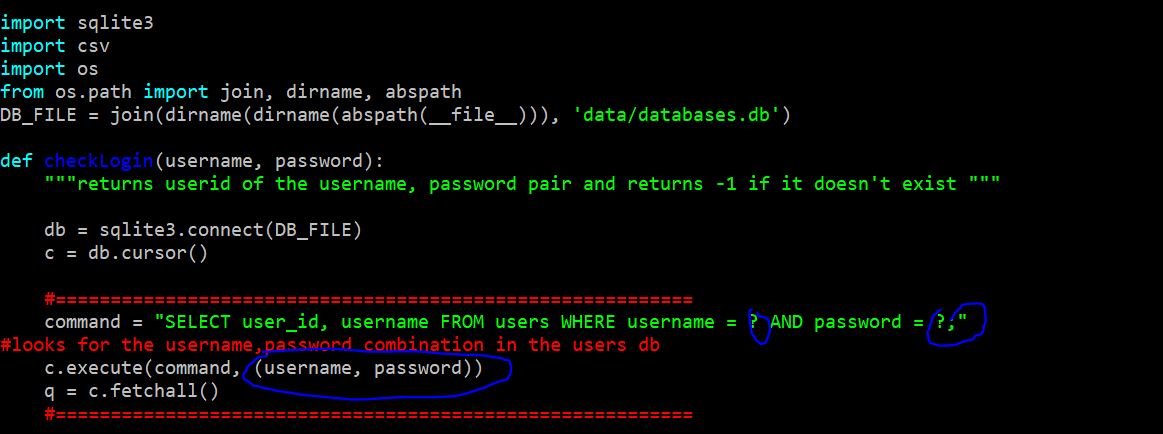 import sqlite3
import csv
import os
from os.path import join, dirname, abspath
DB_FILE = join(dirname(dirname(abspath(__file__))), 'data/databases.db')
def checkLogin(username, password):
"""returns userid of the username, password pair and returns -1 if it doesn't exist """
db = sqlite3.connect(DB_FILE)
c = db.cursor()
#==========================================================
command = "SELECT user_id, username FROM users WHERE username = ? AND password = ?;"
#looks for the username,password combination in the users db
c.execute(command, (username, password))
q = c.fetchall()
#==========================================================